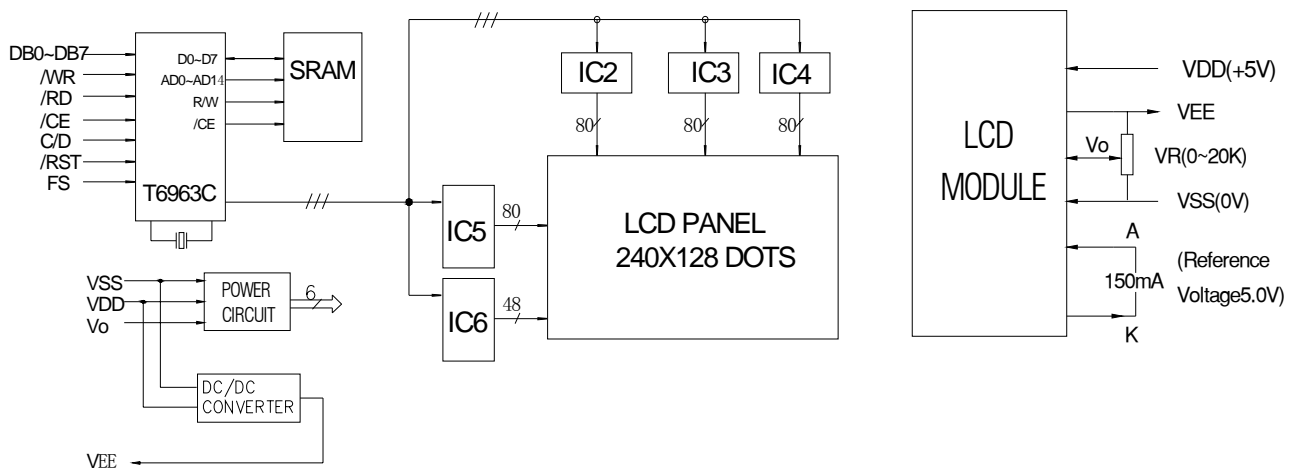 DB0~DB7
/WR
/RD
/CE
C/D
/RST
FS
D0~D7
AD0~AD14
R/W
/CE
T6963C
SRAM
IC2
IC3
IC4
80
80
80
IC5
80
IC6
48
LCD PANEL
240X128 DOTS
VSS
VDD
Vo
POWER
CIRCUIT
6
DC/DC
CONVERTER
VEE
LCD
MODULE
VDD(+5V)
VEE
Vo
VR(0~20K)
VSS(0V)
A
150mA
K
(Reference
Voltage5.0V)